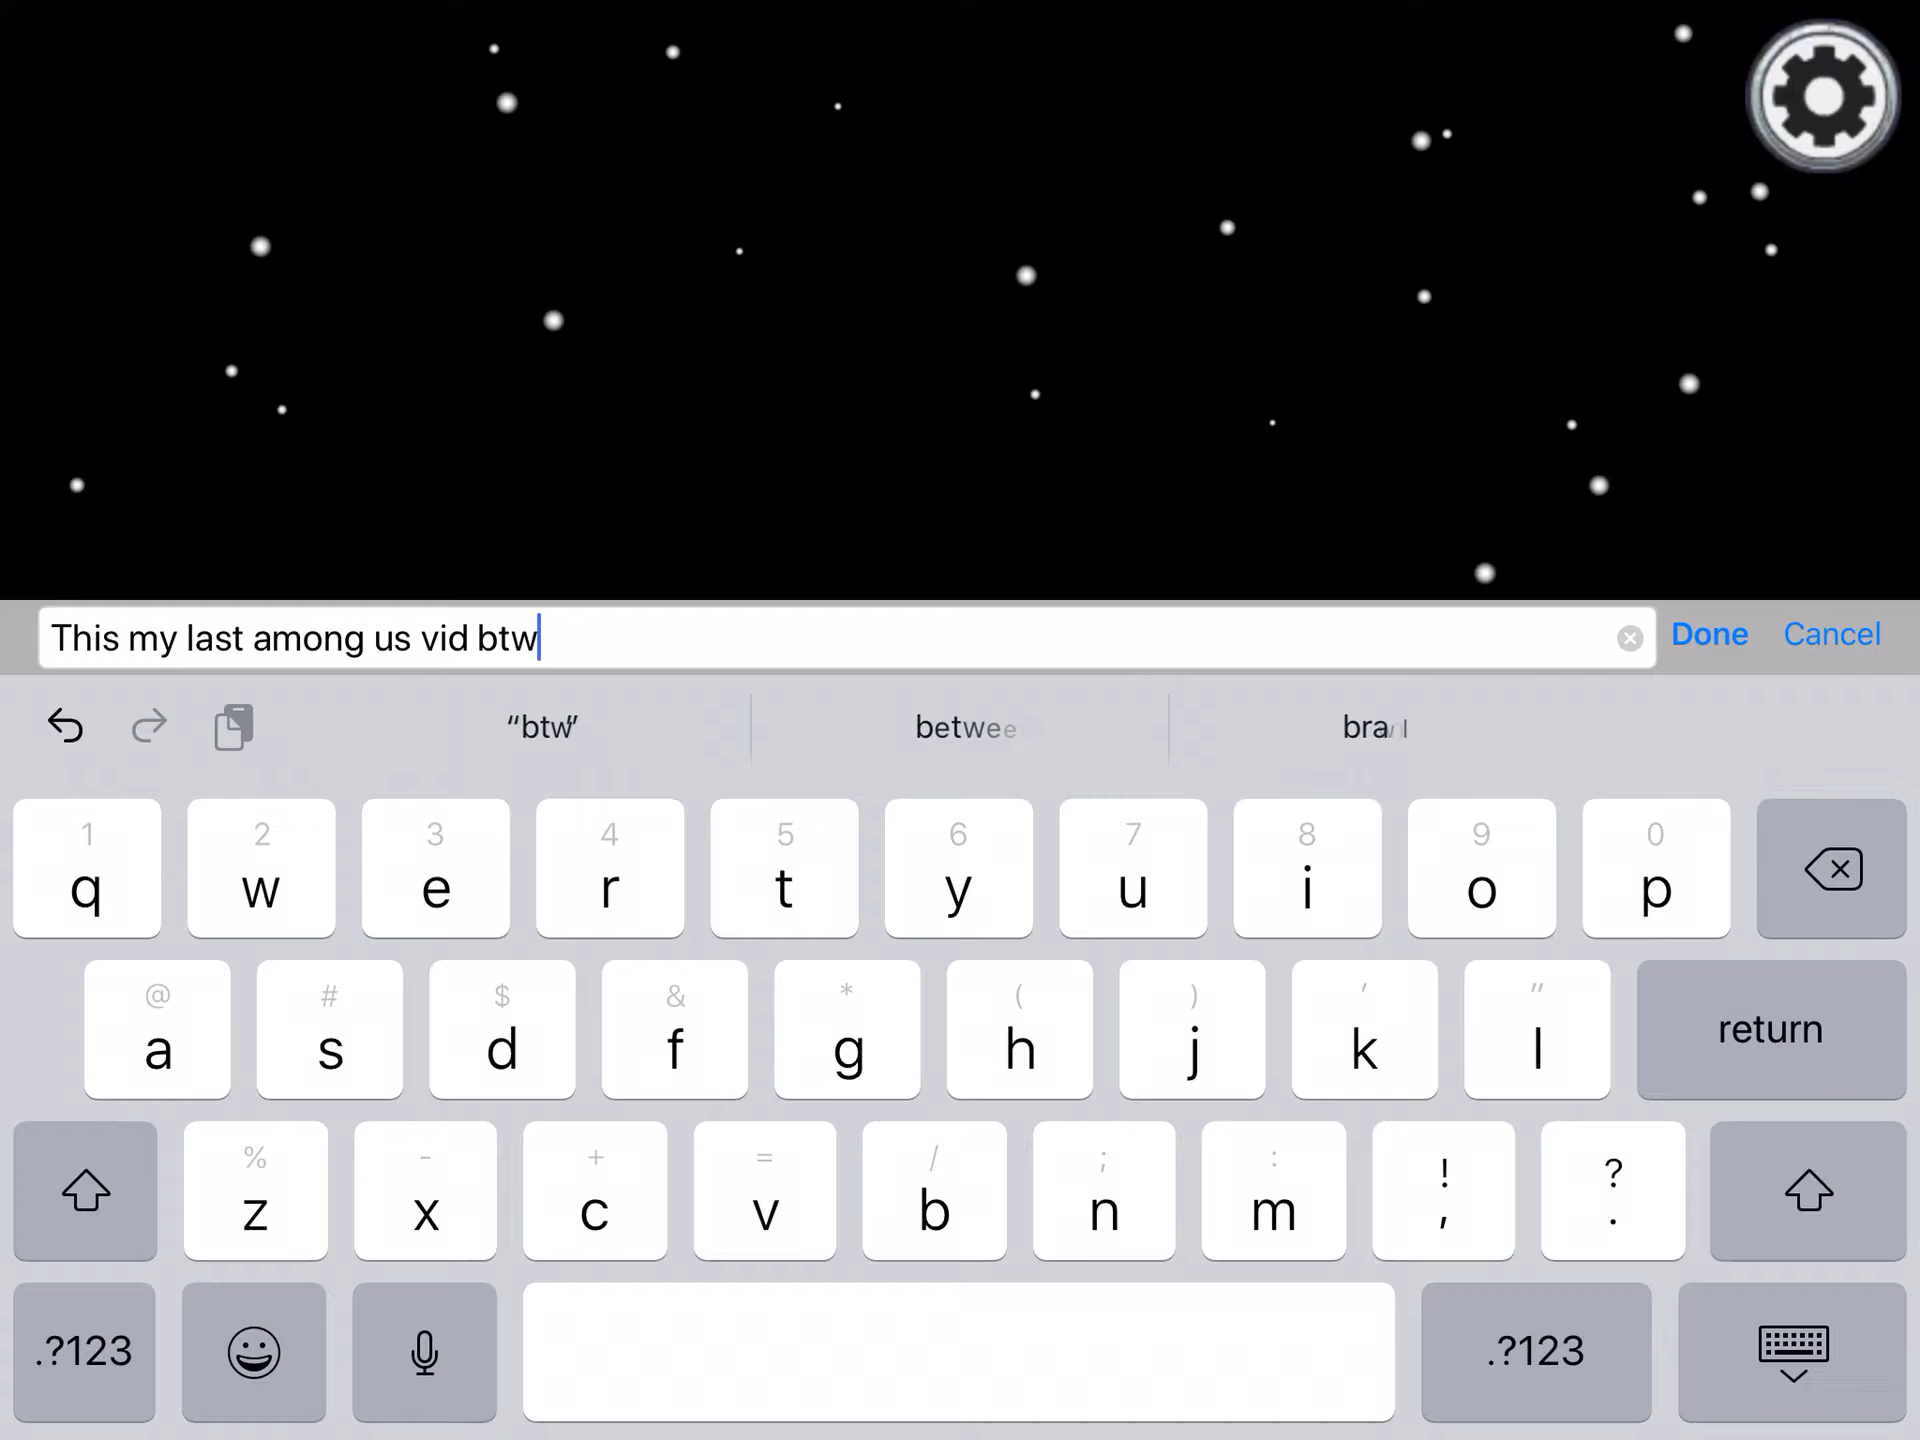 This my last among us vid btw
Done Cancel
“btw” betwee
1 2 3 4 5 6 7 8 9 0
q w e r t y u i o p
@ # $ & * ( ) ' "
a s d f g h j k l return
% - + = / ; : ! ?
z x c v b n m , .
.?123 .?123